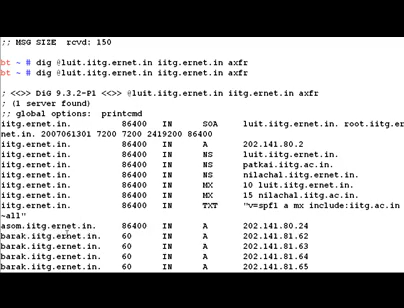 ;; MSG SIZE rcvd: 150
bt ~ # dig @luit.iitg.ernet.in iitg.ernet.in axfr
bt ~ # dig @luit.iitg.ernet.in iitg.ernet.in axfr
; <<>> DiG 9.3.2-P1 <<>> @luit.iitg.ernet.in iitg.ernet.in axfr
; (1 server found)
;; global options: printcmd
iitg.ernet.in. 86400 IN SOA luit.iitg.ernet.in. root.iitg.er
net.in. 2007061301 7200 7200 2419200 86400
iitg.ernet.in. 86400 IN A 202.141.80.2
iitg.ernet.in. 86400 IN NS luit.iitg.ernet.in.
iitg.ernet.in. 86400 IN NS patkai.iitg.ac.in.
iitg.ernet.in. 86400 IN NS nilachal.iitg.ernet.in.
iitg.ernet.in. 86400 IN MX 10 luit.iitg.ernet.in.
iitg.ernet.in. 86400 IN MX 15 nilachal.iitg.ernet.in.
iitg.ernet.in. 86400 IN TXT "v=spf1 a mx include:iitg.ac.in
~all"
asom.iitg.ernet.in. 86400 IN A 202.141.80.24
barak.iitg.ernet.in. 60 IN A 202.141.81.62
barak.iitg.ernet.in. 60 IN A 202.141.81.63
barak.iitg.ernet.in. 60 IN A 202.141.81.64
barak.iitg.ernet.in. 60 IN A 202.141.81.65